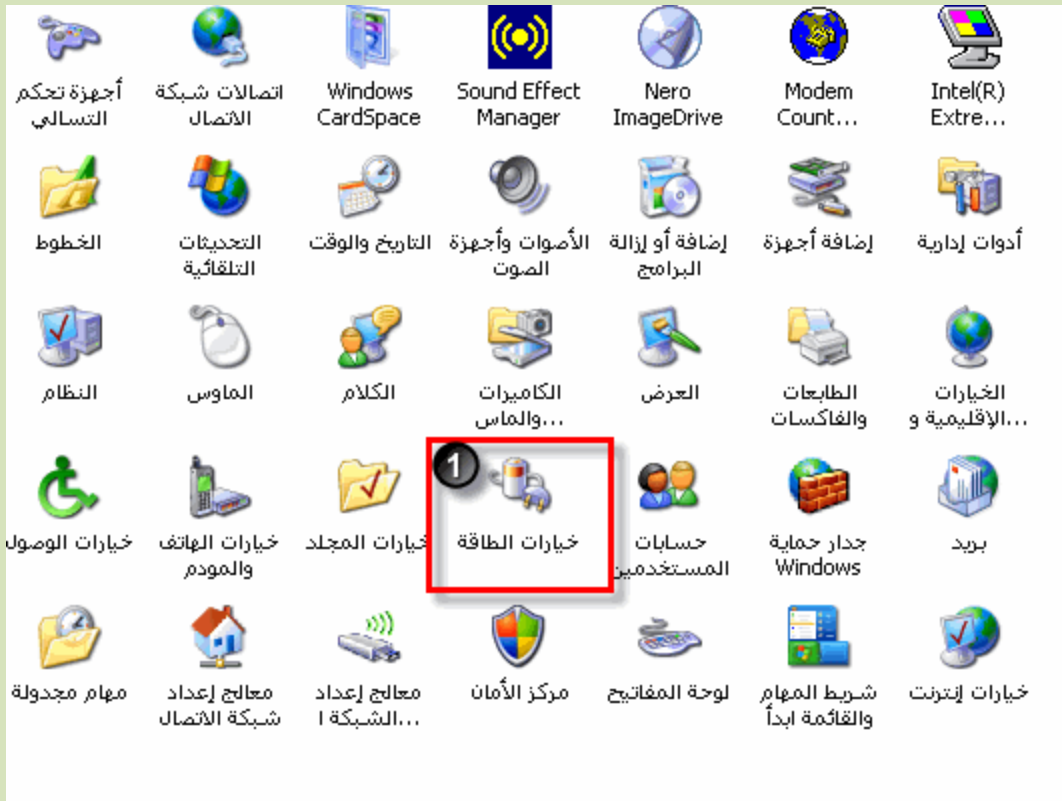 Intel(R)
Extre...
Modem
Count...
Nero
ImageDrive
Sound Effect
Manager
Windows
CardSpace
اتصالات شبكة
الاتصال
أجهزة تحكم
التسالي
أدوات إدارية
إضافة أجهزة
إضافة أو إزالة
البرامج
الأصوات وأجهزة
الصوت
التاريخ والوقت
التحديثات
التلقائية
الخطوط
الخيارات
الإقليمية و...
الطابعات
والفاكسات
العرض
الكاميرات
والماس...
الكلام
الماوس
النظام
بريد
جدار حماية
Windows
حسابات
المستخدمين
1
خيارات الطاقة
خيارات المجلد
خيارات الهاتف
والمودم
خيارات الوصول
خيارات إنترنت
شريط المهام
والقائمة ابدأ
لوحة المفاتيح
مركز الأمان
معالج إعداد
الشبكة ا...
معالج إعداد
شبكة الاتصال
مهام مجدولة